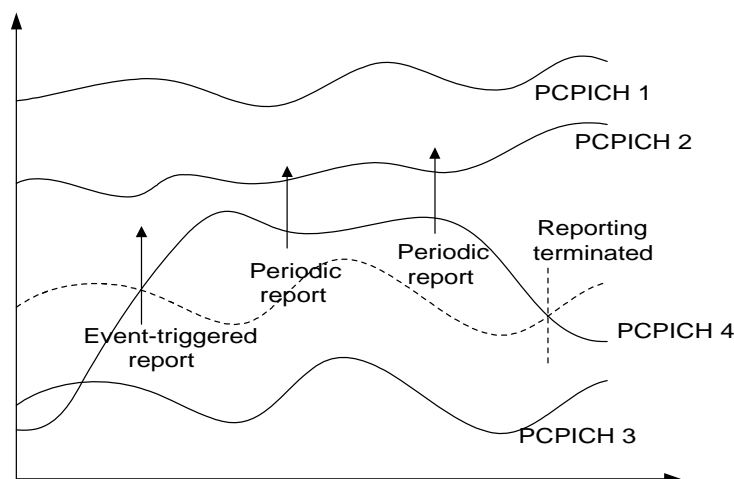 PCPICH 1
PCPICH 2
Reporting
terminated
Periodic
report
Periodic
report
Event-triggered
report
PCPICH 4
PCPICH 3